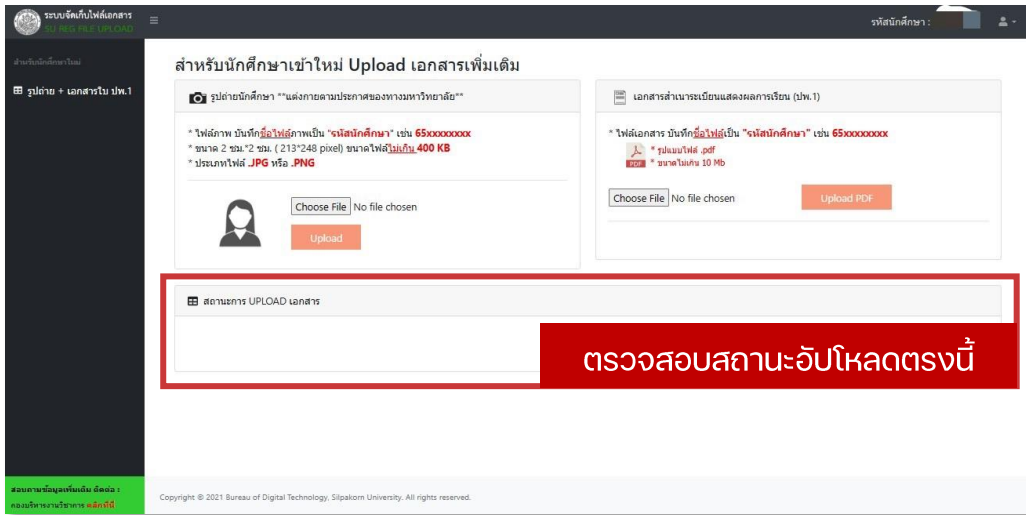 ระบบจัดเก็บไฟล์เอกสาร
SU REG FILE UPLOAD
รหัสนักศึกษา :
สำหรับนักศึกษาใหม่
รูปถ่าย + เอกสารใบ ปพ.1
สำหรับนักศึกษาเข้าใหม่ Upload เอกสารเพิ่มเติม
รูปถ่ายนักศึกษา **แต่งกายตามประกาศของทางมหาวิทยาลัย**
* ไฟล์ภาพ บันทึกชื่อไฟล์ภาพเป็น "รหัสนักศึกษา" เช่น 65xxxxxxxx
* ขนาด 2 ซม.*2 ซม. ( 213*248 pixel) ขนาดไฟล์ไม่เกิน 400 KB
* ประเภทไฟล์ .JPG หรือ .PNG
Choose File No file chosen
Upload
เอกสารสำเนาระเบียนแสดงผลการเรียน (ปพ.1)
* ไฟล์เอกสาร บันทึกชื่อไฟล์เป็น "รหัสนักศึกษา" เช่น 65xxxxxxxx
* รูปแบบไฟล์ .pdf
PDF * ขนาดไม่เกิน 10 Mb
Choose File No file chosen
Upload PDF
สถานะการ UPLOAD เอกสาร
ตรวจสอบสถานะอัปโหลดตรงนี้
สอบถามข้อมูลเพิ่มเติม ติดต่อ :
กองบริหารงานวิชาการ คลิกที่นี่
Copyright © 2021 Bureau of Digital Technology, Silpakorn University. All rights reserved.